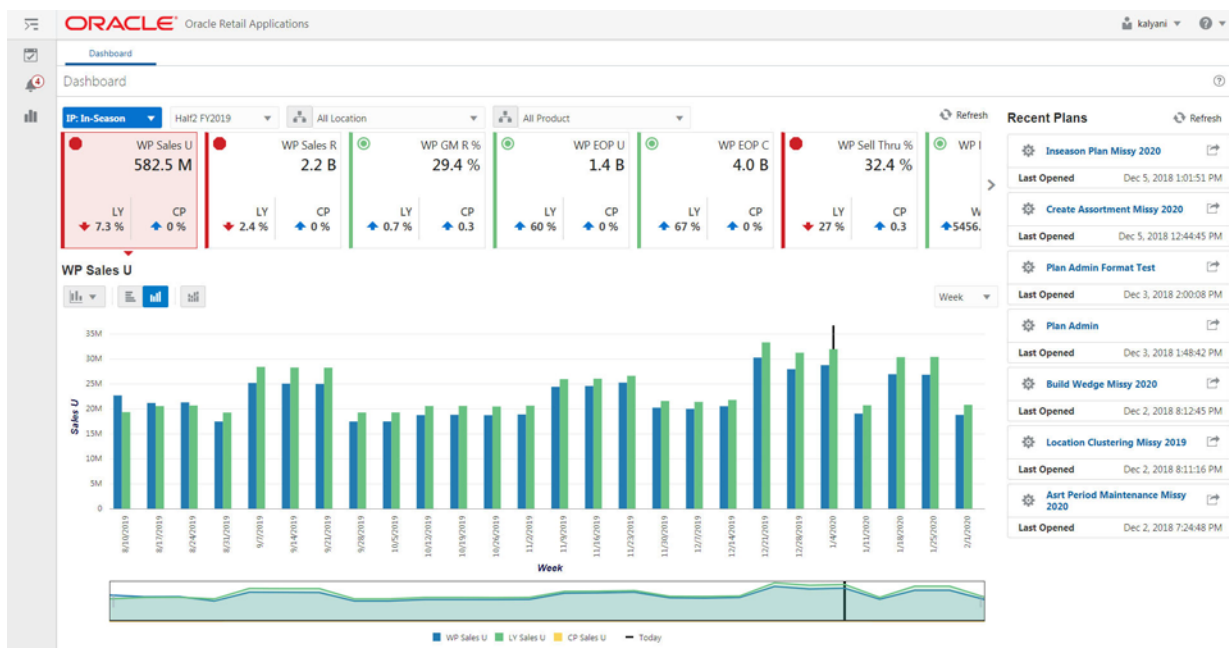 ORACLE® Oracle Retail Applications
kalyani
Dashboard
4
Dashboard
IP: In-Season Half2 FY2019 All Location All Product Refresh
WP Sales U
582.5 M
LY CP
7.3 % 0 %
WP Sales R
2.2 B
LY CP
2.4 % 0 %
WP GM R %
29.4 %
LY CP
0.7 % 0.3
WP EOP U
1.4 B
LY CP
60 % 0 %
WP EOP C
4.0 B
LY CP
67 % 0 %
WP Sell Thru %
32.4 %
LY CP
27 % 0.3
WP I
W
5456.
WP Sales U
Week
35M
30M
25M
20M
15M
10M
5M
0
Sales U
8/10/2019
8/17/2019
8/24/2019
8/31/2019
9/7/2019
9/14/2019
9/21/2019
9/28/2019
10/5/2019
10/12/2019
10/19/2019
10/26/2019
11/2/2019
11/9/2019
11/16/2019
11/23/2019
11/30/2019
12/7/2019
12/14/2019
12/21/2019
12/28/2019
1/4/2020
1/11/2020
1/18/2020
1/25/2020
2/1/2020
Week
WP Sales U LY Sales U CP Sales U Today
Recent Plans Refresh
Inseason Plan Missy 2020
Last Opened Dec 5, 2018 1:01:51 PM
Create Assortment Missy 2020
Last Opened Dec 5, 2018 12:44:45 PM
Plan Admin Format Test
Last Opened Dec 3, 2018 2:00:08 PM
Plan Admin
Last Opened Dec 3, 2018 1:48:42 PM
Build Wedge Missy 2020
Last Opened Dec 2, 2018 8:12:45 PM
Location Clustering Missy 2019
Last Opened Dec 2, 2018 8:11:16 PM
Asrt Period Maintenance Missy
2020
Last Opened Dec 2, 2018 7:24:48 PM